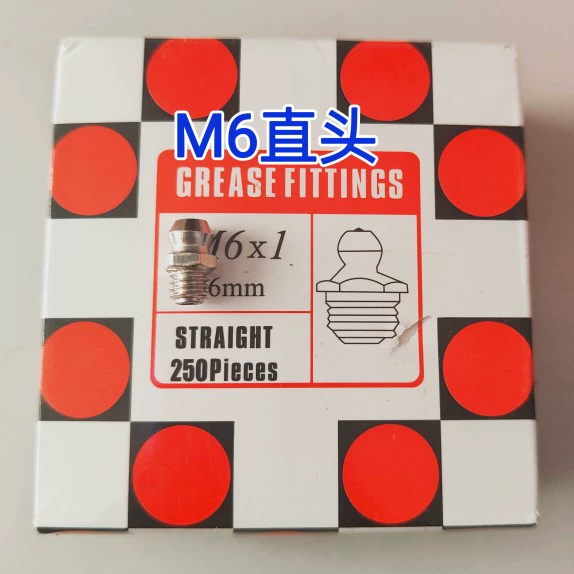 M6直头
GREASE FITTINGS
M6x1
6mm
STRAIGHT
250Pieces